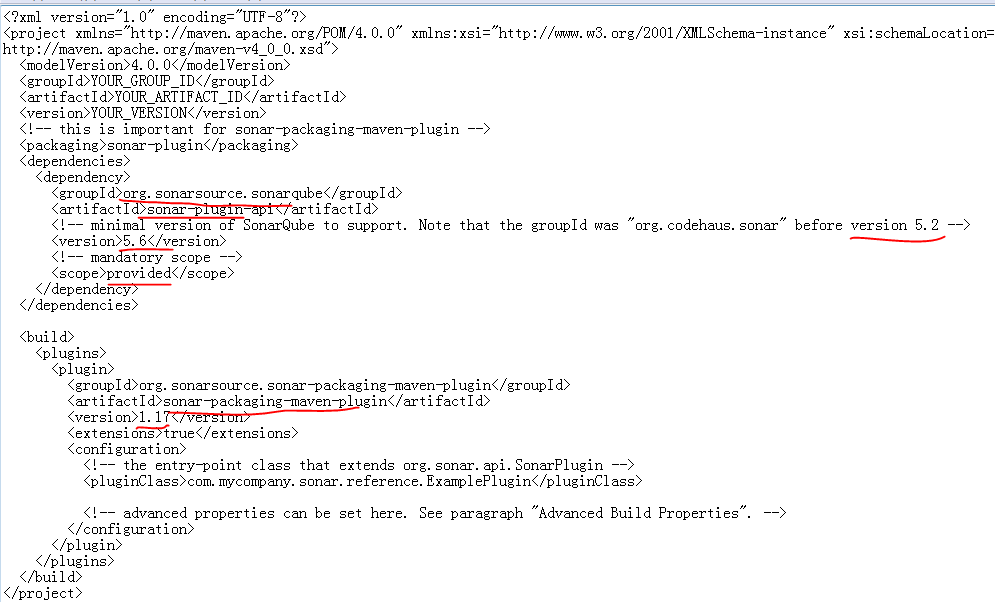 <?xml version="1.0" encoding="UTF-8"?>
<project xmlns="http://maven.apache.org/POM/4.0.0" xmlns:xsi="http://www.w3.org/2001/XMLSchema-instance" xsi:schemaLocation=
http://maven.apache.org/maven-v4_0_0.xsd">
  <modelVersion>4.0.0</modelVersion>
  <groupId>YOUR_GROUP_ID</groupId>
  <artifactId>YOUR_ARTIFACT_ID</artifactId>
  <version>YOUR_VERSION</version>
  <!-- this is important for sonar-packaging-maven-plugin -->
  <packaging>sonar-plugin</packaging>
  <dependencies>
    <dependency>
      <groupId>org.sonarsource.sonarqube</groupId>
      <artifactId>sonar-plugin-api</artifactId>
      <!-- minimal version of SonarQube to support. Note that the groupId was "org.codehaus.sonar" before version 5.2 -->
      <version>5.6</version>
      <!-- mandatory scope -->
      <scope>provided</scope>
    </dependency>
  </dependencies>
  <build>
    <plugins>
      <plugin>
        <groupId>org.sonarsource.sonar-packaging-maven-plugin</groupId>
        <artifactId>sonar-packaging-maven-plugin</artifactId>
        <version>1.17</version>
        <extensions>true</extensions>
        <configuration>
          <!-- the entry-point class that extends org.sonar.api.SonarPlugin -->
          <pluginClass>com.mycompany.sonar.reference.ExamplePlugin</pluginClass>
          <!-- advanced properties can be set here. See paragraph "Advanced Build Properties". -->
        </configuration>
      </plugin>
    </plugins>
  </build>
</project>